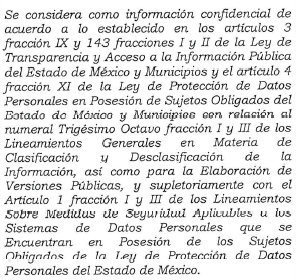 Se considera como información confidencial de
acuerdo a lo establecido en los artículos 3
fracción IX y 143 fracciones I y II de la Ley de
Transparencia y Acceso a la Información Pública
del Estado de México y Municipios y el artículo 4
fracción XI de la Ley de Protección de Datos
Personales en Posesión de Sujetos Obligados del
Estado de México y Municipios con relación al
numeral Trigésimo Octavo fracción I y III de los
Lineamientos Generales en Materia de
Clasificación y Desclasificación de la
Información, así como para la Elaboración de
Versiones Públicas, y supletoriamente con el
Artículo 1 fracción I y III de los Lineamientos
Sobre Medidas de Seguridad Aplicables a los
Sistemas de Datos Personales que se
Encuentran en Posesión de los Sujetos
Obligados de la Ley de Protección de Datos
Personales del Estado de México.